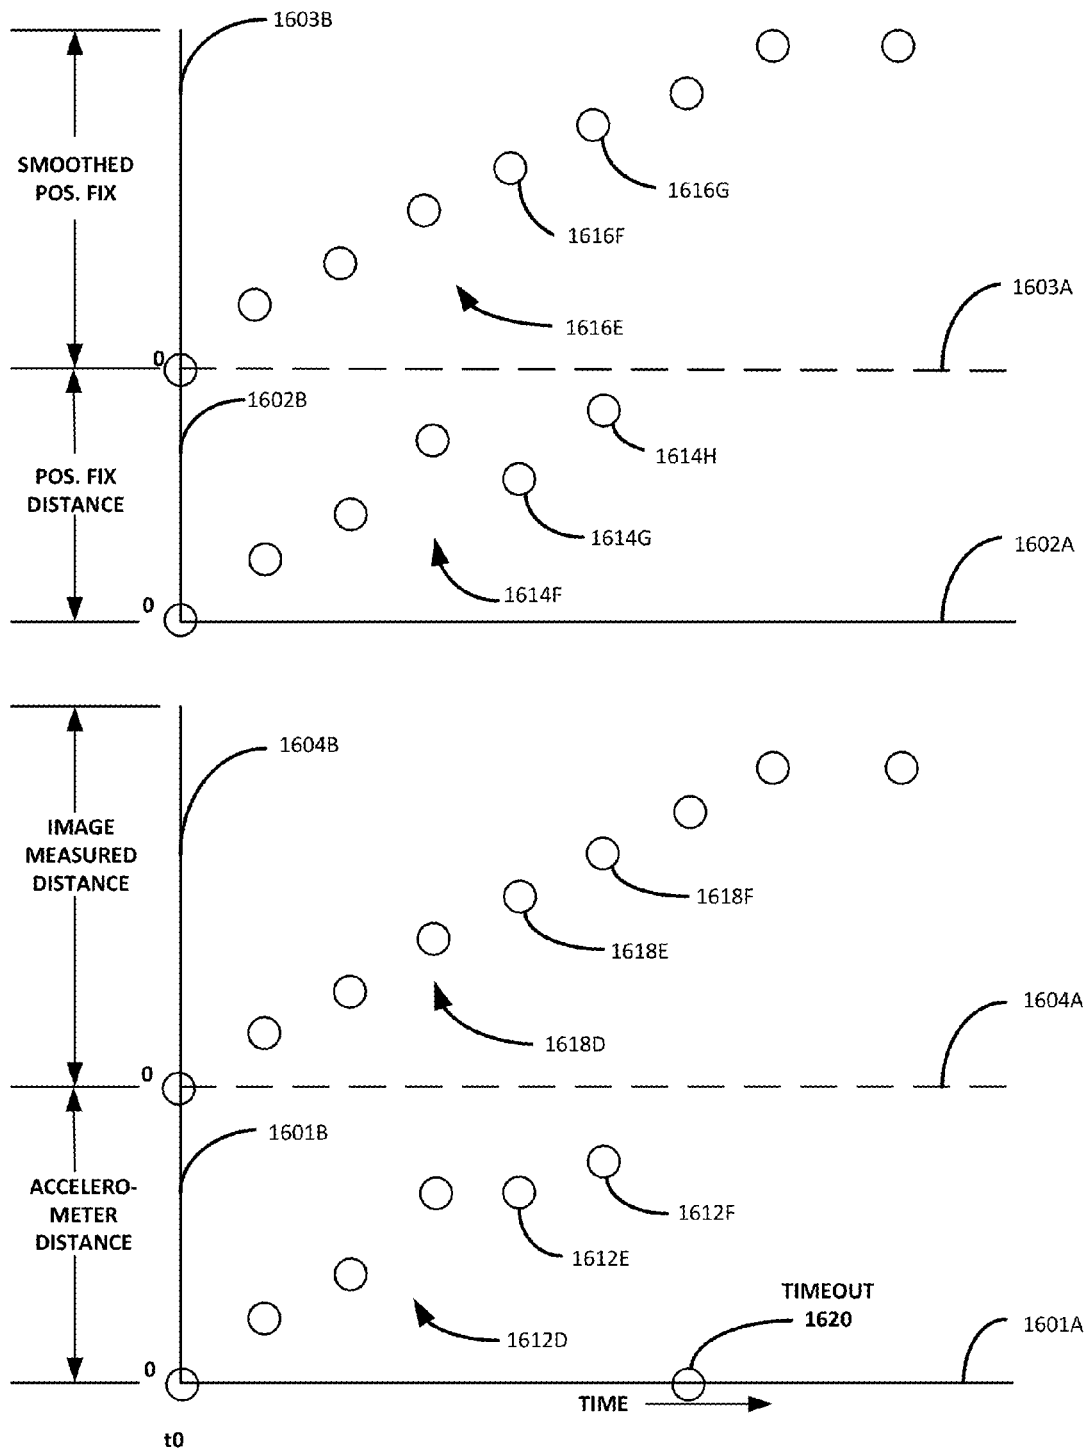 1603B
SMOOTHED
POS. FIX
1616G
1616F
1603A
1616E
0
1602B
1614H
POS. FIX
DISTANCE
1614G
1602A
1614F
0
1604B
IMAGE
MEASURED
DISTANCE
1618F
1618E
1604A
1618D
0
1601B
ACCELERO-
METER
DISTANCE
1612F
1612E
TIMEOUT
1620
1601A
1612D
0
TIME
t0